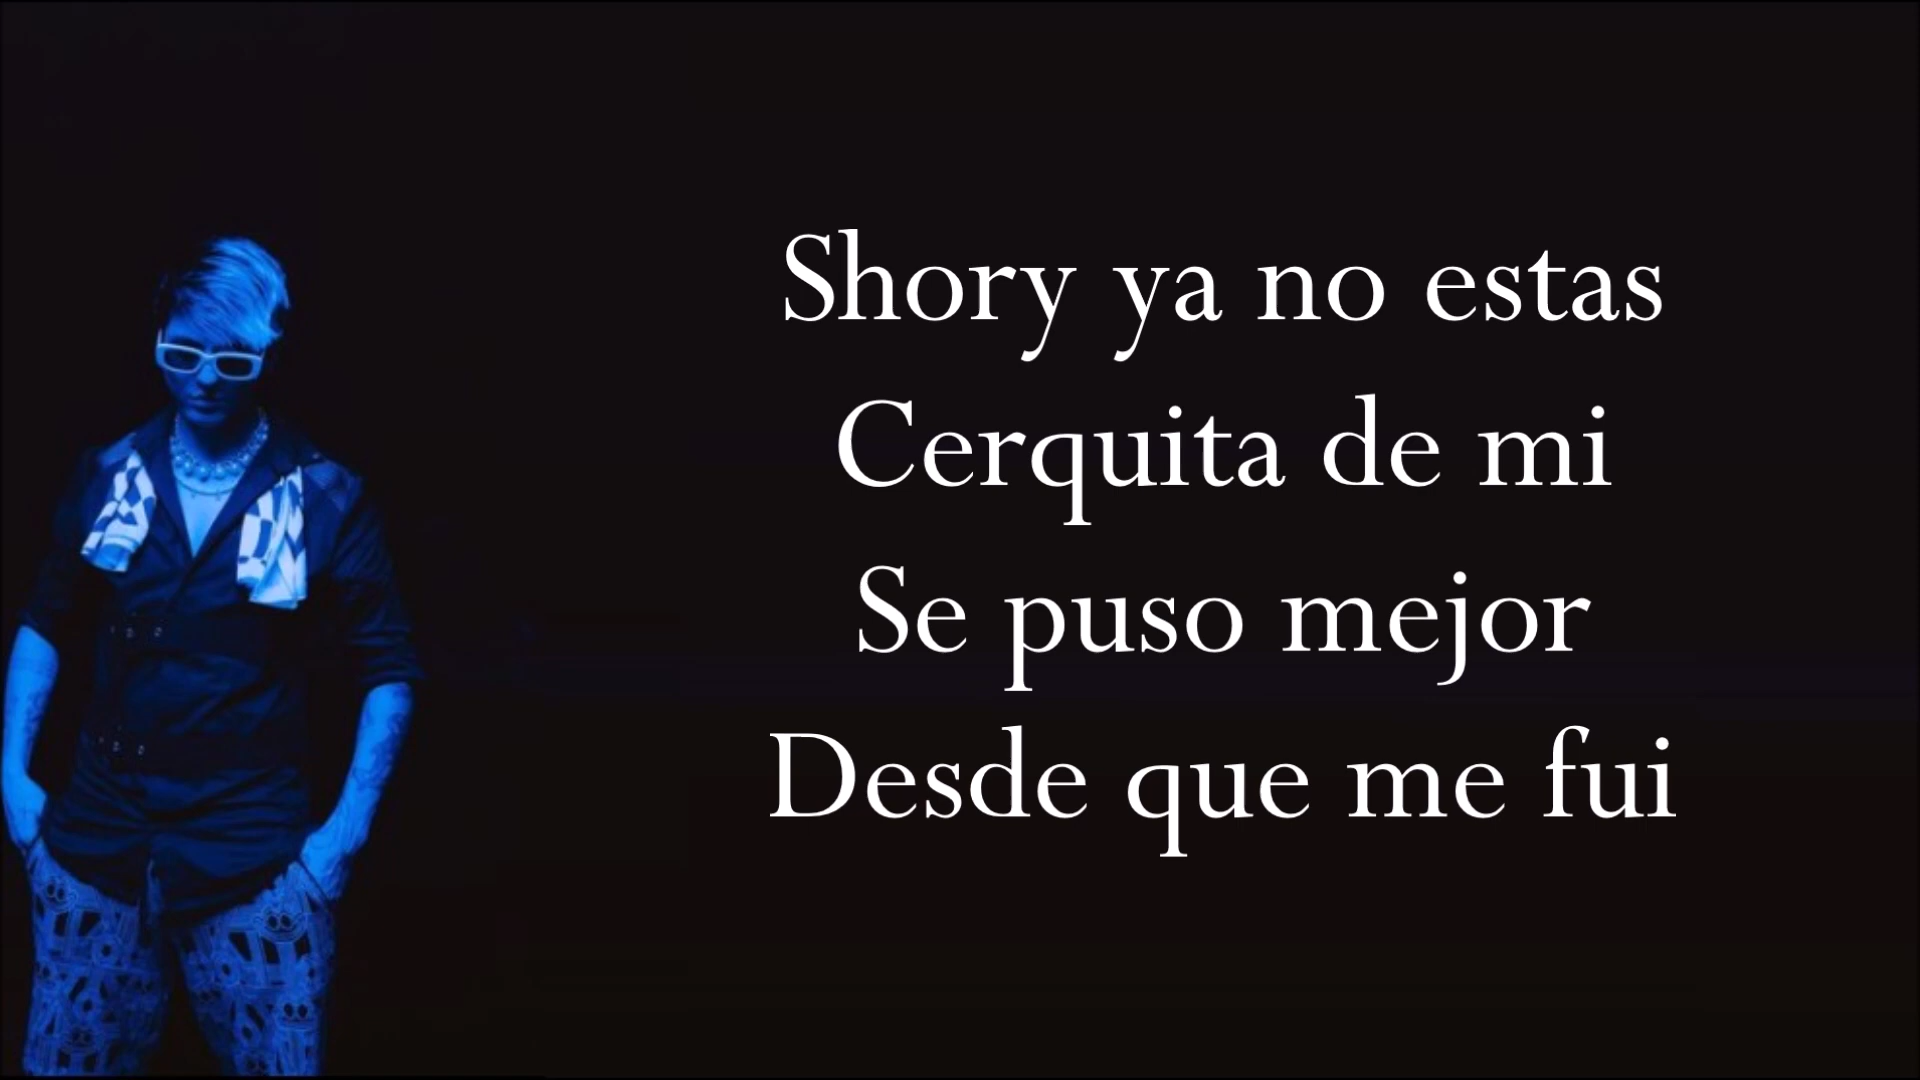 Shory ya no estas
Cerquita de mi
Se puso mejor
Desde que me fui